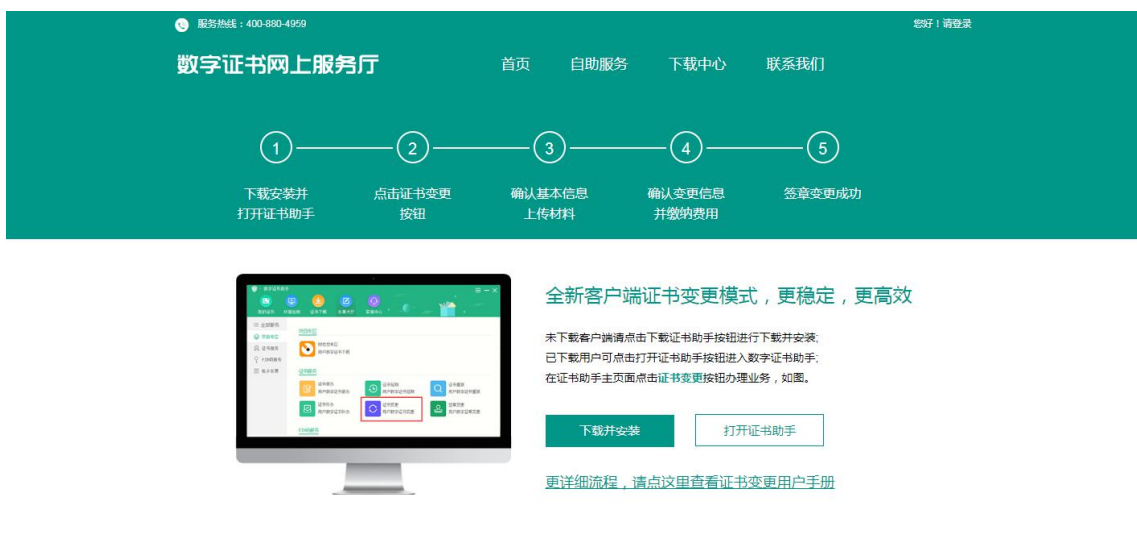 服务热线：400-880-4959
您好！请登录
数字证书网上服务厅
首页 自助服务 下载中心 联系我们
1 2 3 4 5
下载安装并 点击证书变更 确认基本信息 确认变更信息 签章变更成功
打开证书助手 按钮 上传材料 并缴纳费用
全新客户端证书变更模式，更稳定，更高效
未下载客户端请点击下载证书助手按钮进行下载并安装;
已下载用户可点击打开证书助手按钮进入数字证书助手;
在证书助手主页面点击证书变更按钮办理业务，如图。
下载并安装 打开证书助手
更详细流程，请点这里查看证书变更用户手册